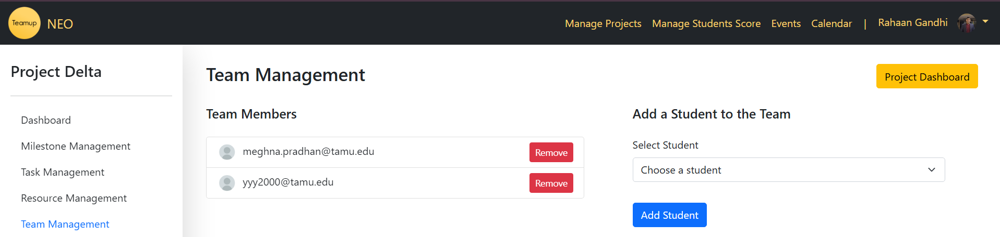 Teamup NEO Manage Projects Manage Students Score Events Calendar | Rahaan Gandhi
Project Delta
Dashboard
Milestone Management
Task Management
Resource Management
Team Management
Team Management
Project Dashboard
Team Members
meghna.pradhan@tamu.edu Remove
yyy2000@tamu.edu Remove
Add a Student to the Team
Select Student
Choose a student
Add Student